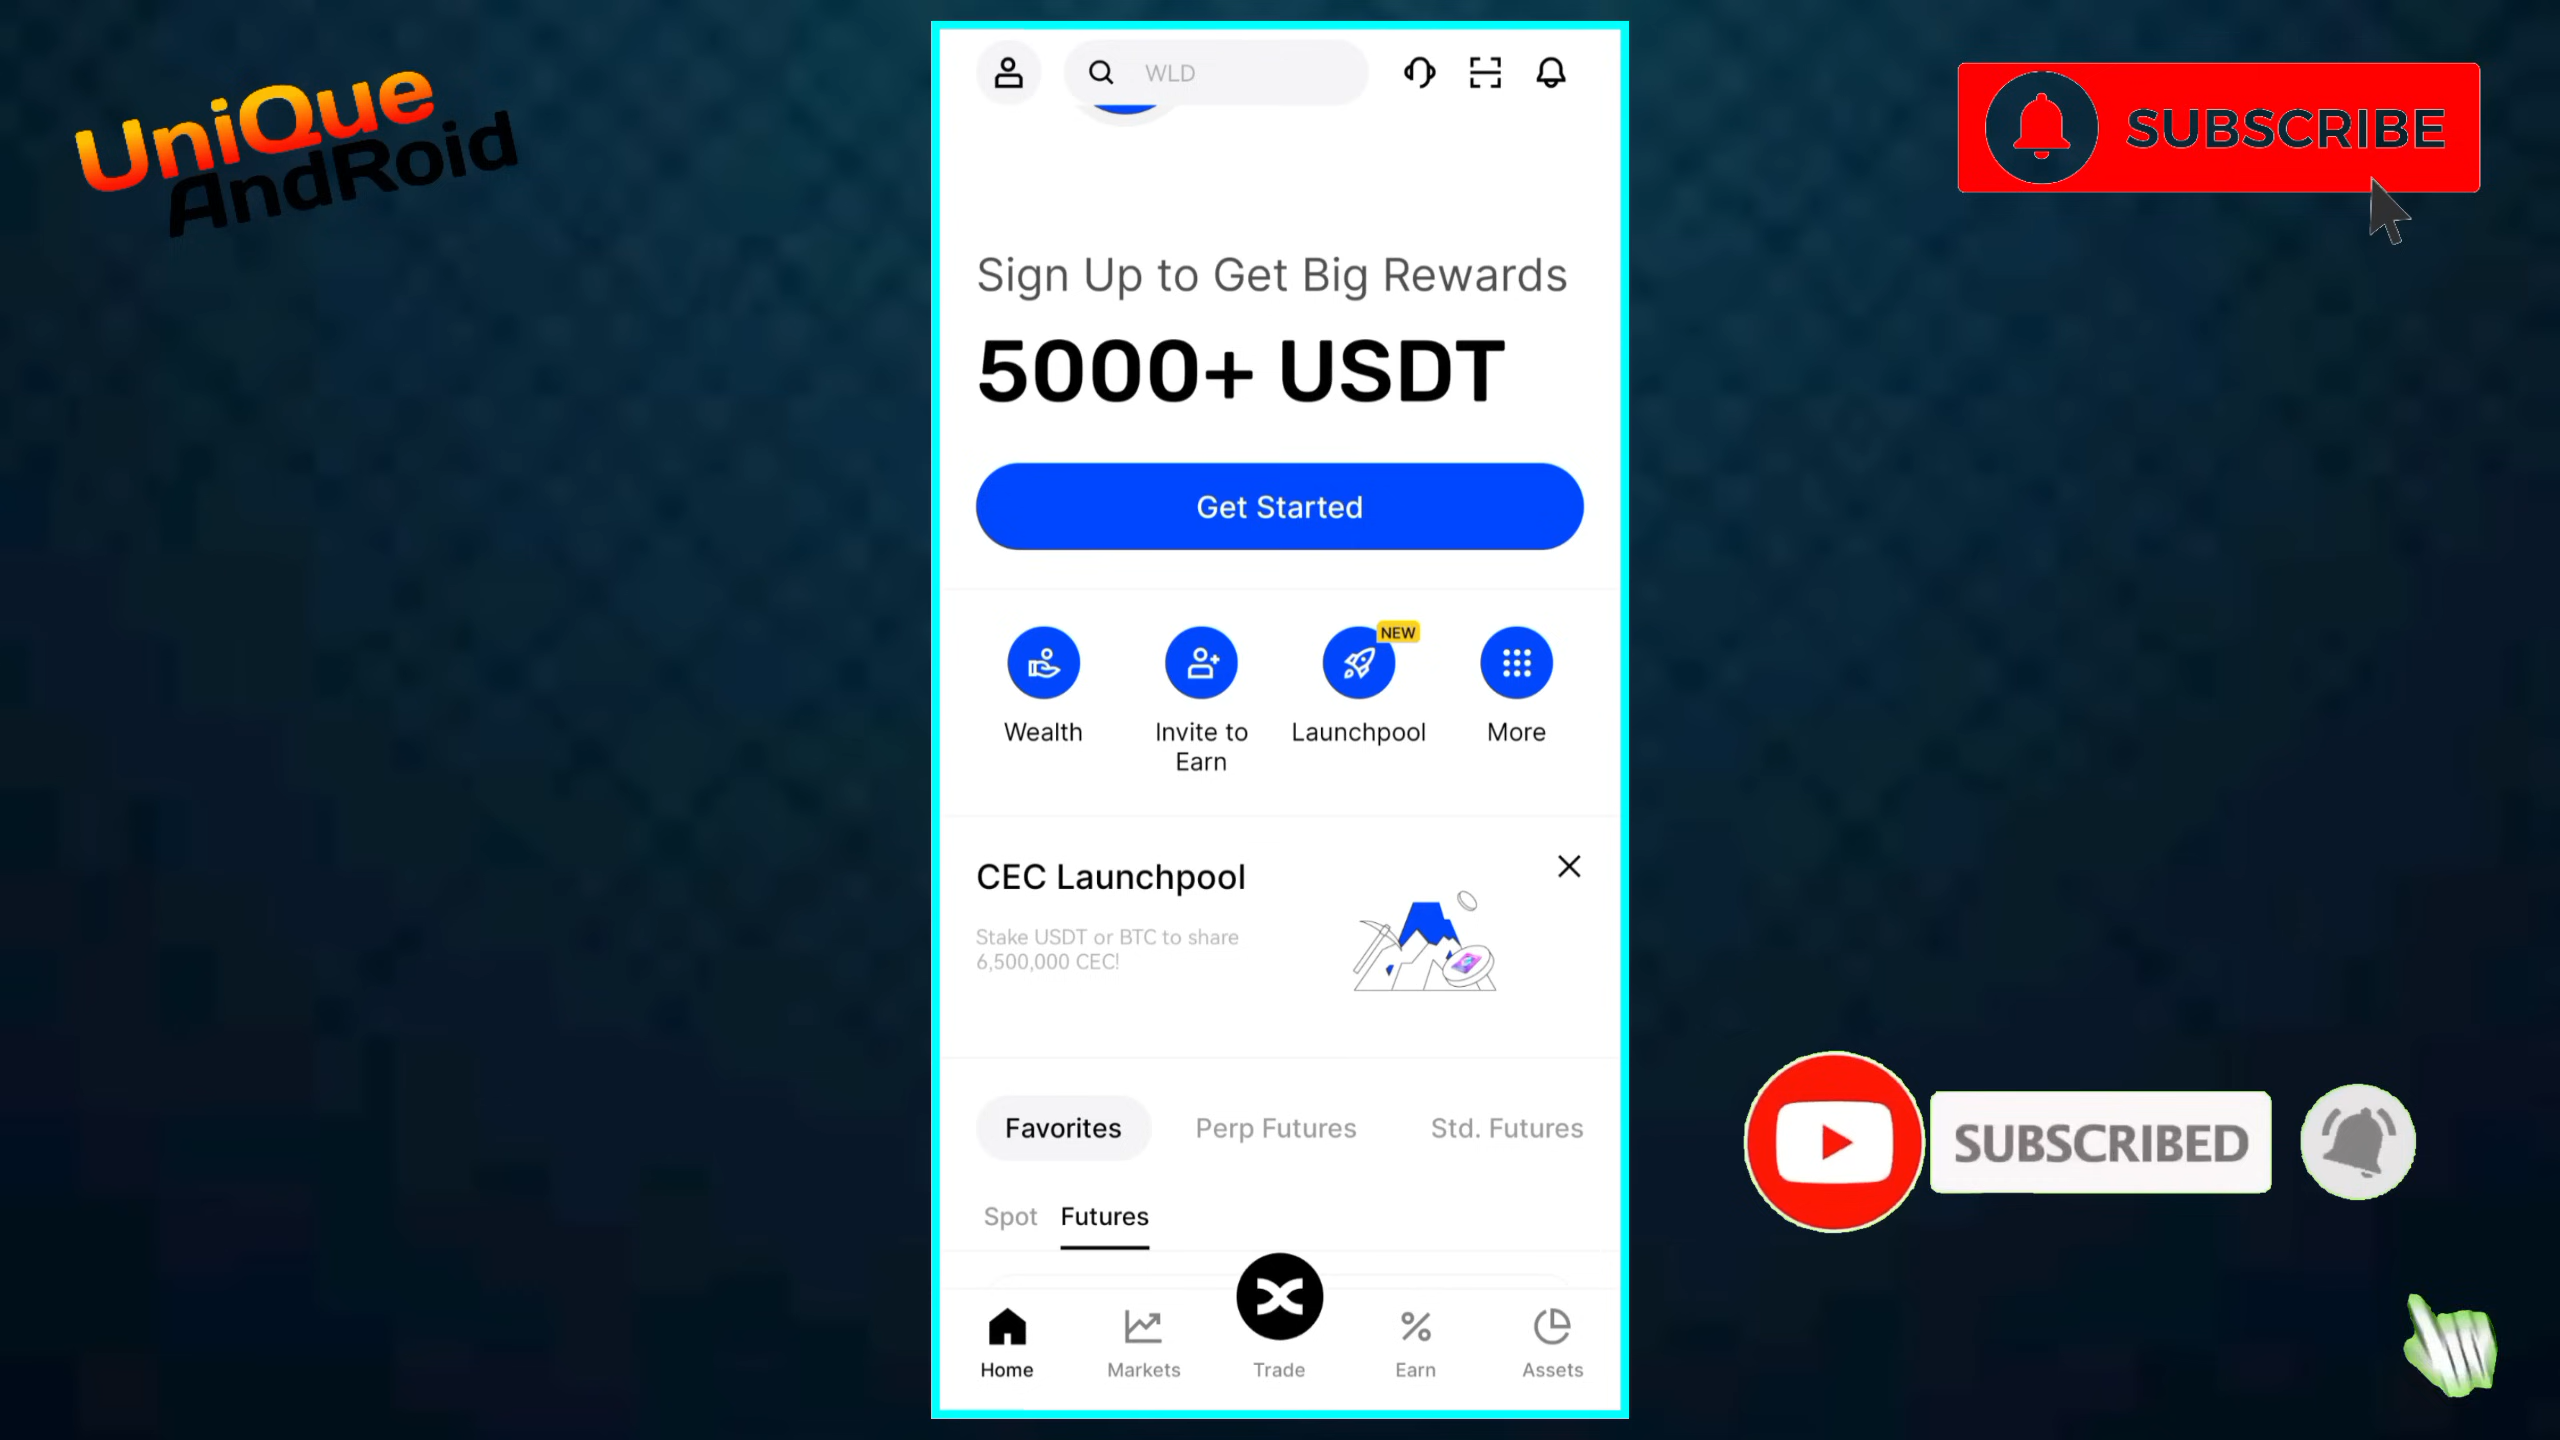 UniQue
AndRoid
SUBSCRIBE
WLD
Sign Up to Get Big Rewards
5000+ USDT
Get Started
NEW
Wealth
Invite to
Earn
Launchpool
More
CEC Launchpool
Stake USDT or BTC to share
6,500,000 CEC!
Favorites
Perp Futures
Std. Futures
Spot
Futures
SUBSCRIBED
Home
Markets
Trade
Earn
Assets